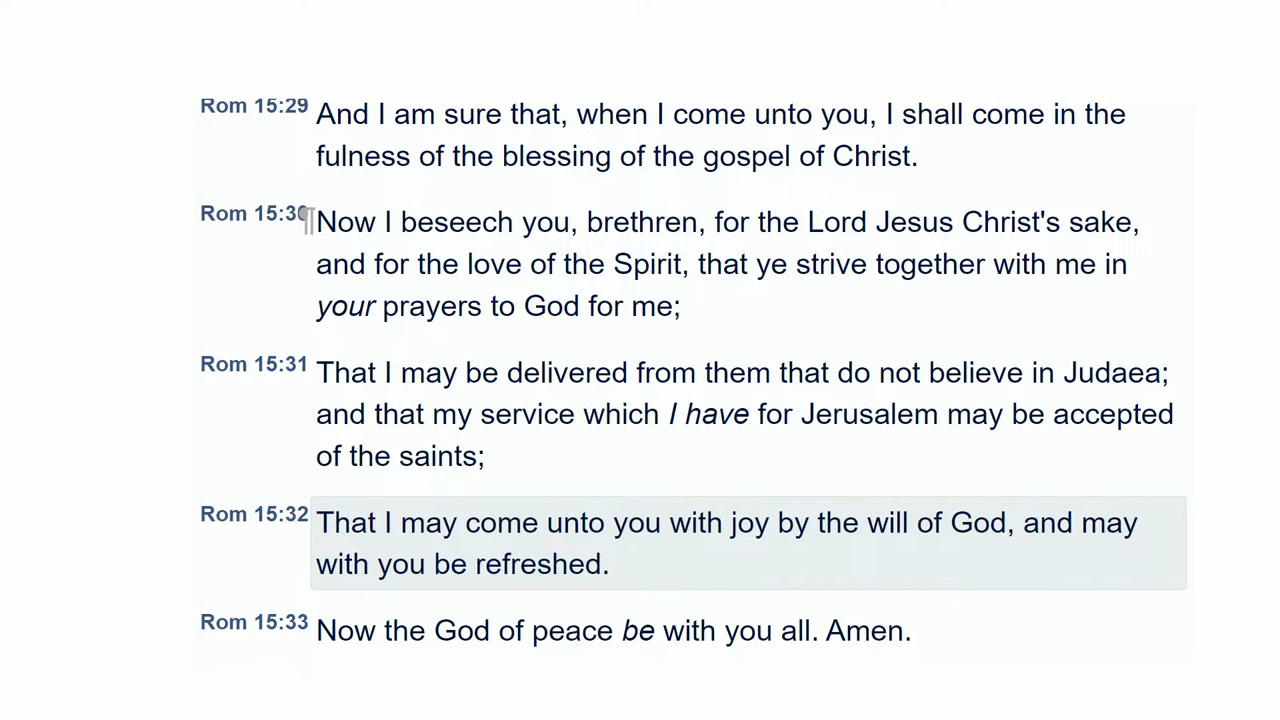 Rom 15:29 And I am sure that, when I come unto you, I shall come in the
fulness of the blessing of the gospel of Christ.
Rom 15:30 ¶Now I beseech you, brethren, for the Lord Jesus Christ's sake,
and for the love of the Spirit, that ye strive together with me in
your prayers to God for me;
Rom 15:31 That I may be delivered from them that do not believe in Judaea;
and that my service which I have for Jerusalem may be accepted
of the saints;
Rom 15:32 That I may come unto you with joy by the will of God, and may
with you be refreshed.
Rom 15:33 Now the God of peace be with you all. Amen.